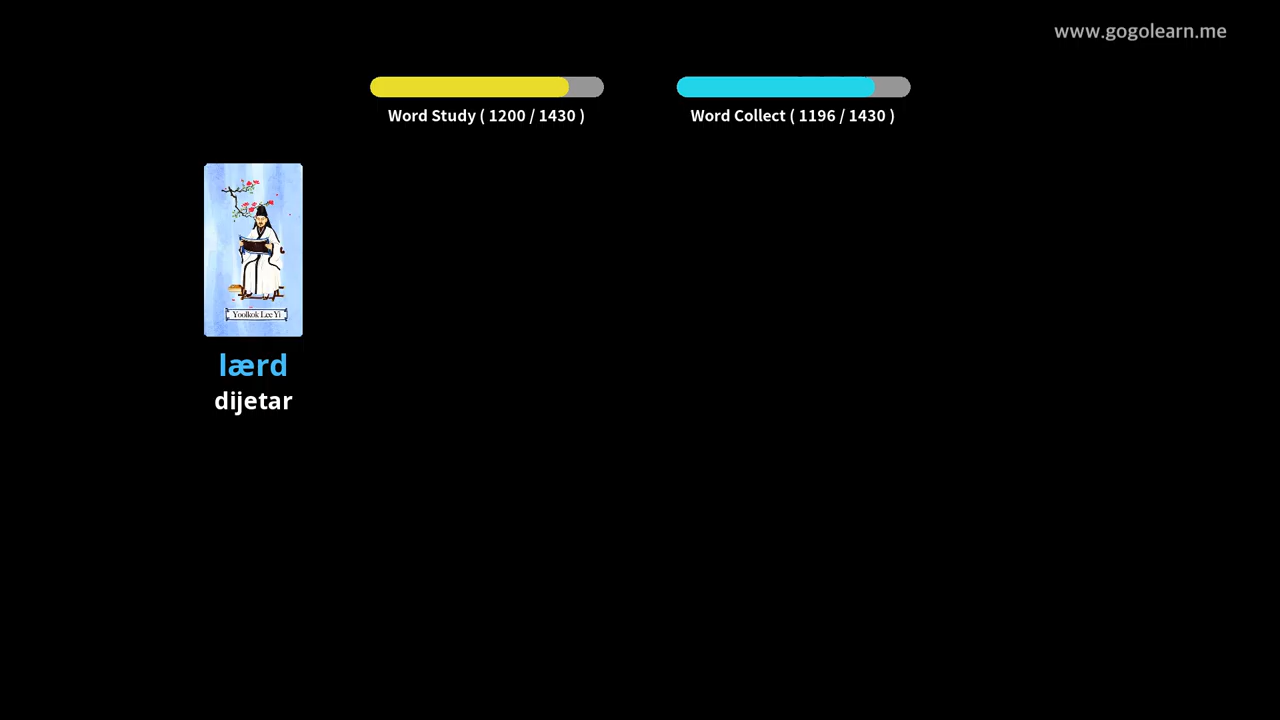 www.gogolearn.me
Word Study ( 1200 / 1430 )
Word Collect ( 1196 / 1430 )
Yoolkok Lee Yi
lærd
dijetar